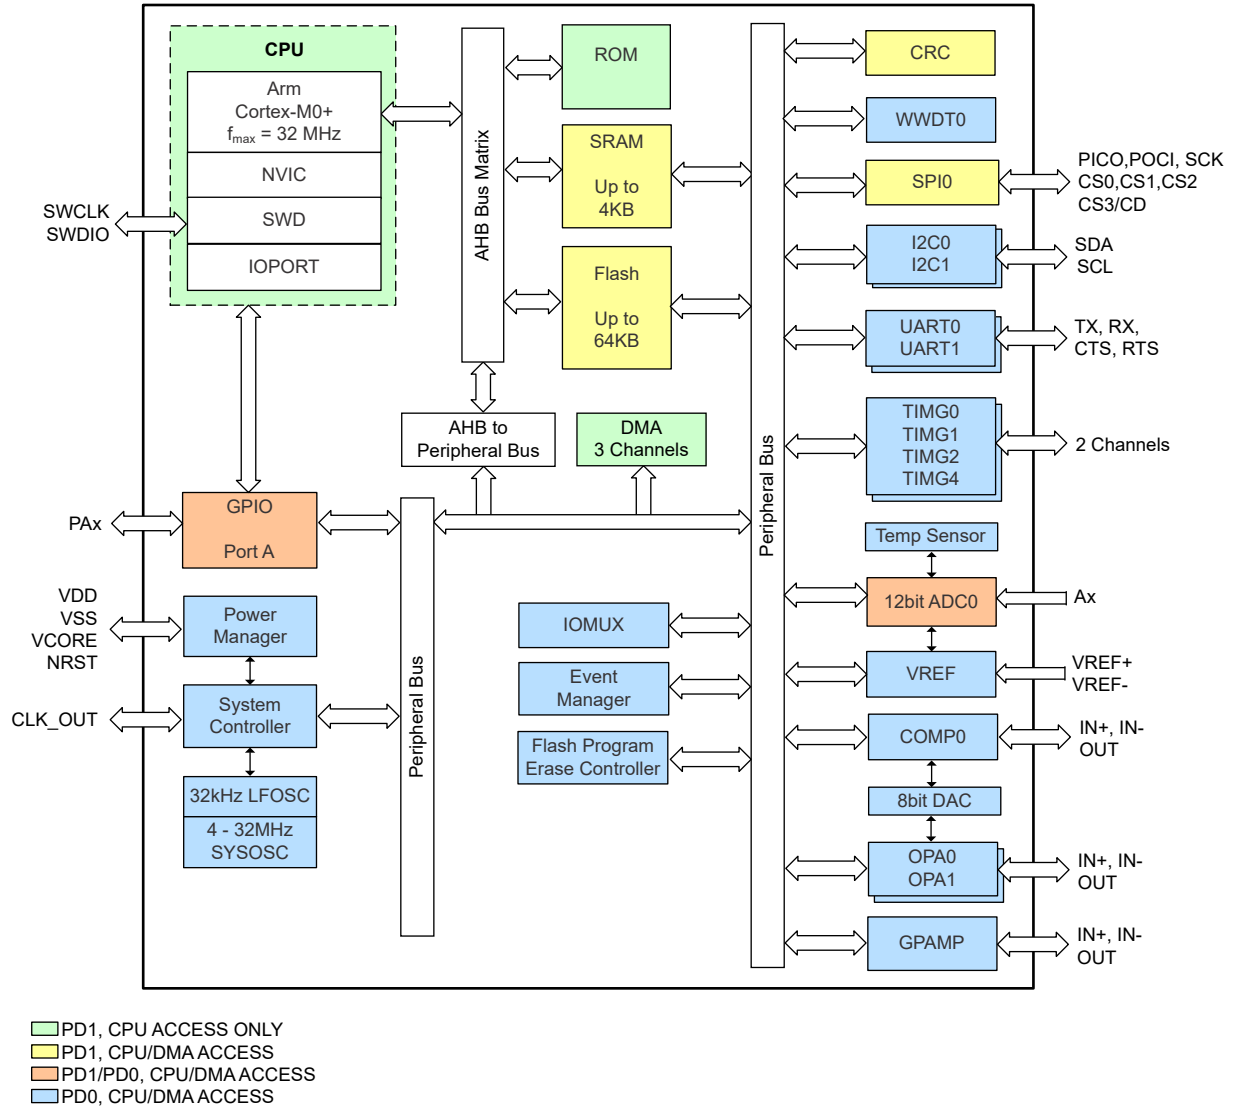 CPU
Arm
Cortex-M0+
fmax = 32 MHz
NVIC
SWD
IOPORT
SWCLK
SWDIO
AHB Bus Matrix
ROM
SRAM
Up to
4KB
Flash
Up to
64KB
AHB to
Peripheral Bus
DMA
3 Channels
PAx
GPIO
Port A
VDD
VSS
VCORE
NRST
Power
Manager
CLK_OUT
System
Controller
32kHz LFOSC
4 - 32MHz
SYSOSC
Peripheral Bus
IOMUX
Event
Manager
Flash Program
Erase Controller
Peripheral Bus
CRC
WWDT0
SPI0
PICO,POCI, SCK
CS0,CS1,CS2
CS3/CD
I2C0
I2C1
SDA
SCL
UART0
UART1
TX, RX,
CTS, RTS
TIMG0
TIMG1
TIMG2
TIMG4
2 Channels
Temp Sensor
12bit ADC0
Ax
VREF
VREF+
VREF-
COMP0
IN+, IN-
OUT
8bit DAC
OPA0
OPA1
IN+, IN-
OUT
GPAMP
IN+, IN-
OUT
PD1, CPU ACCESS ONLY
PD1, CPU/DMA ACCESS
PD1/PD0, CPU/DMA ACCESS
PD0, CPU/DMA ACCESS